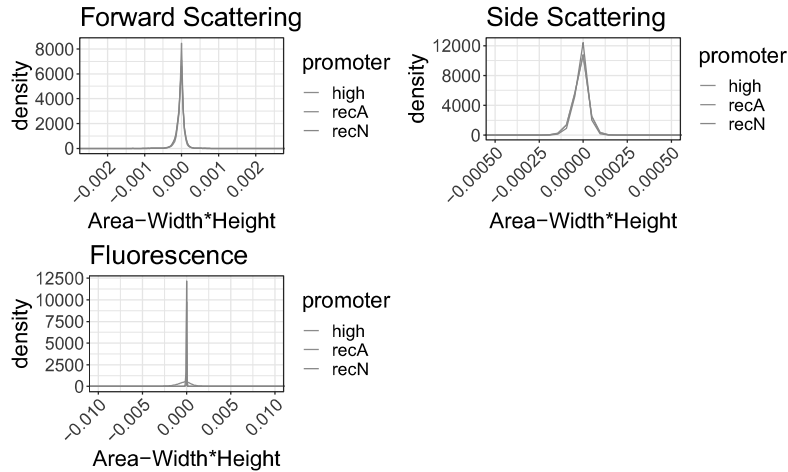 Forward Scattering
density
8000
6000
4000
2000
0
−0.002
−0.001
0.000
0.001
0.002
Area−Width*Height
promoter
high
recA
recN
Side Scattering
density
12000
8000
4000
0
−0.00050
−0.00025
0.00000
0.00025
0.00050
Area−Width*Height
promoter
high
recA
recN
Fluorescence
density
12500
10000
7500
5000
2500
0
−0.010
−0.005
0.000
0.005
0.010
Area−Width*Height
promoter
high
recA
recN